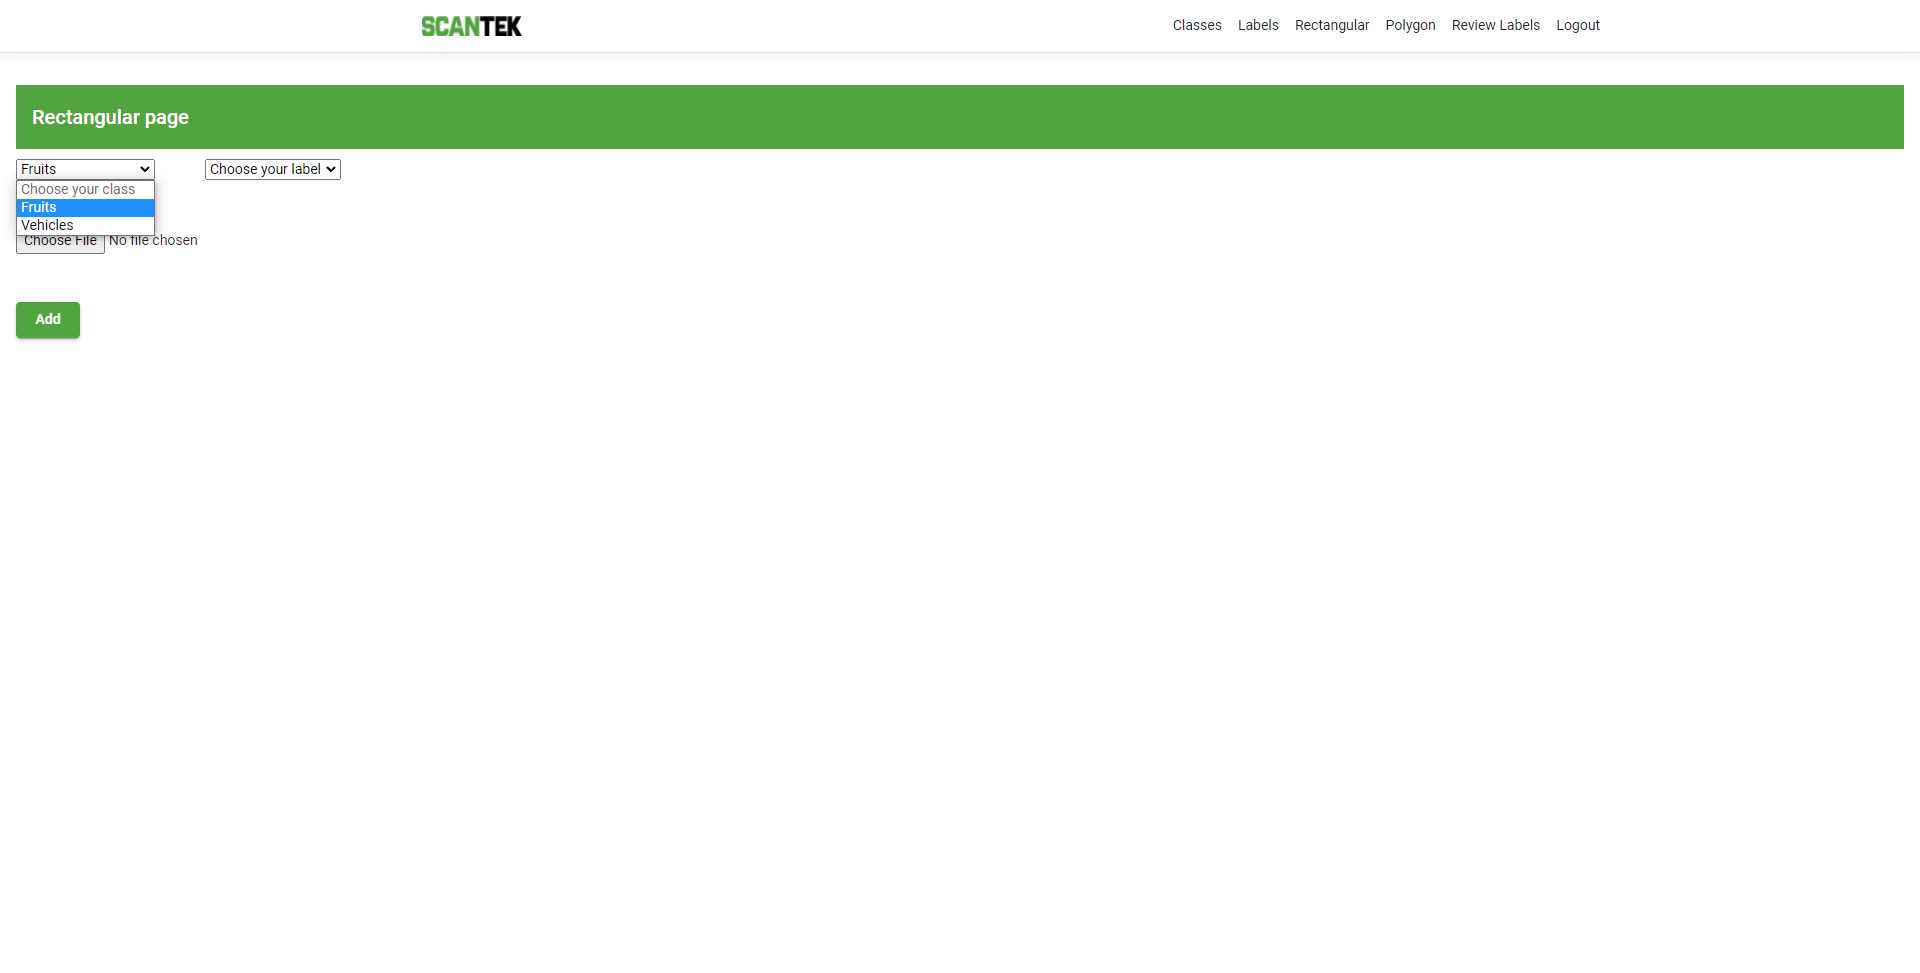 SCANTEK
Classes Labels Rectangular Polygon Review Labels Logout
Rectangular page
Fruits Choose your label
Choose your class
Fruits
Vehicles
Choose File No file chosen
Add